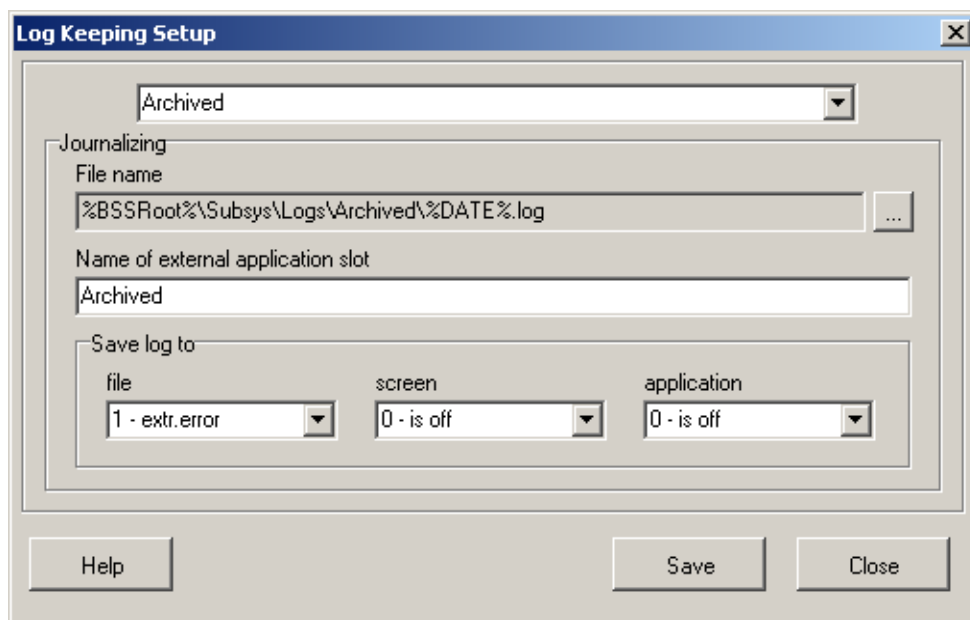 Log Keeping Setup
Archived
Journalizing
File name
%BSSRoot%\Subsys\Logs\Archived\%DATE%.log
...
Name of external application slot
Archived
Save log to
file screen application
1 - extr.error 0 - is off 0 - is off
Help Save Close